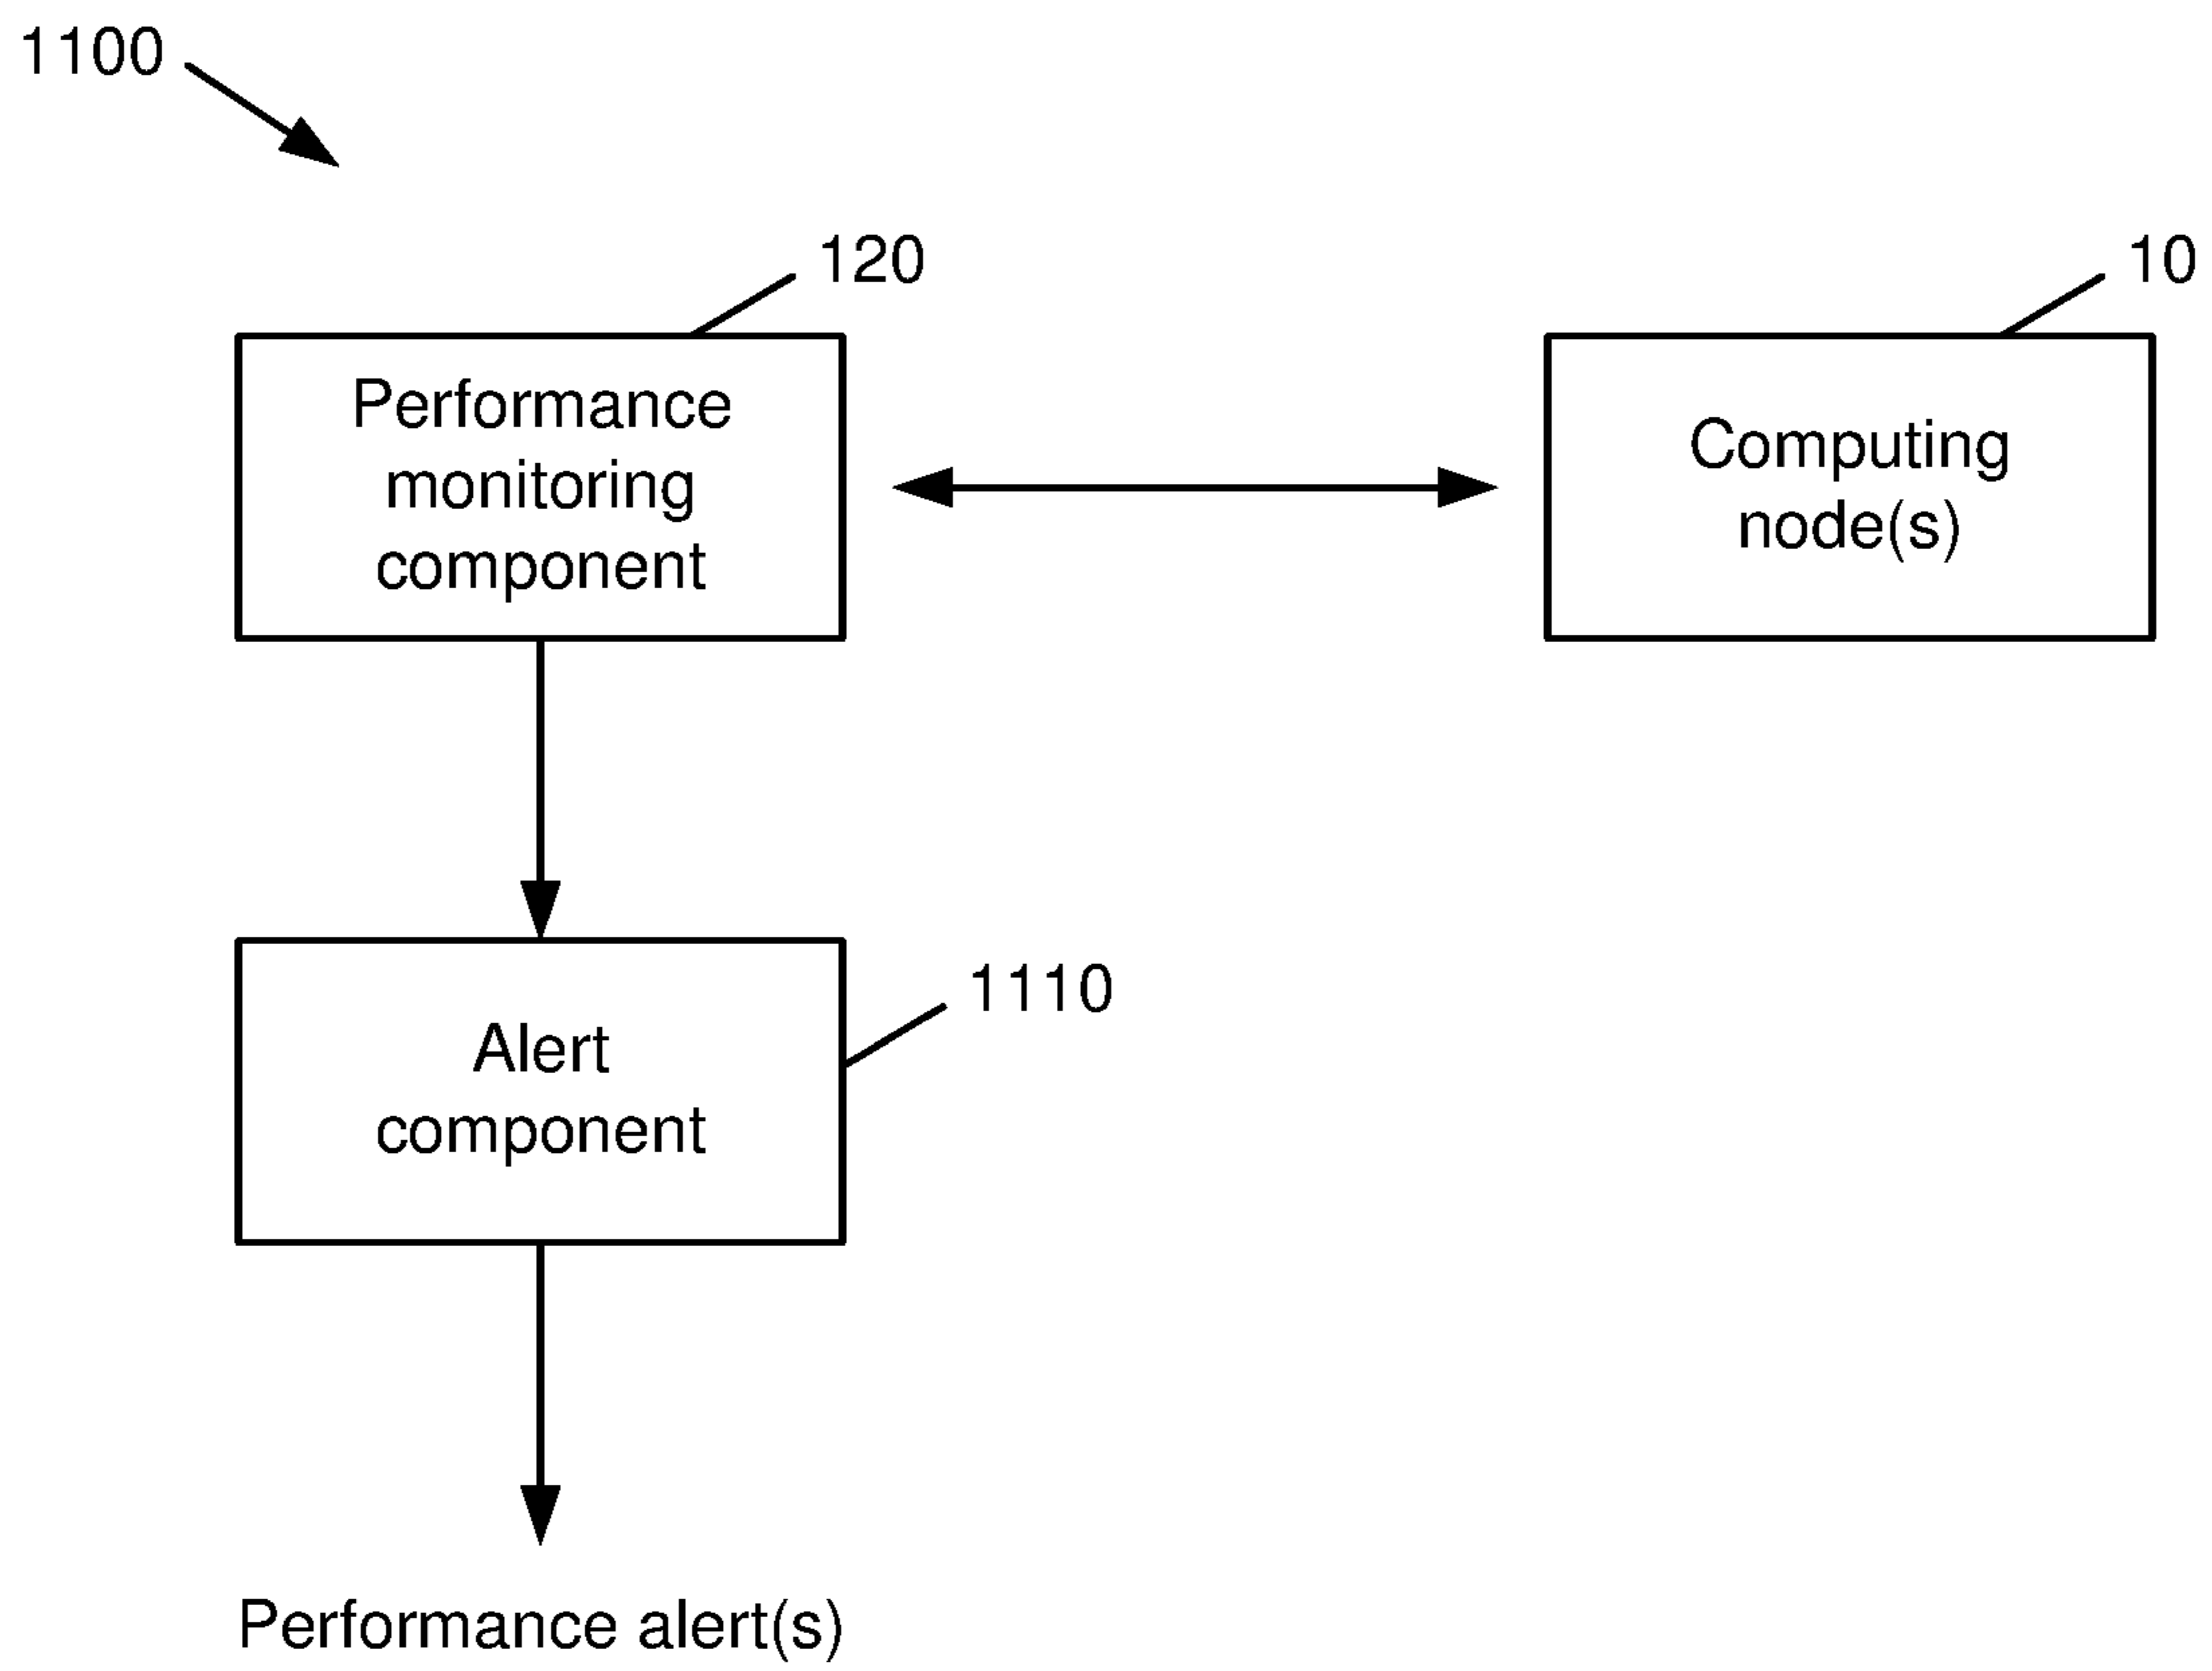 1100
120
10
Performance
monitoring
component
Computing
node(s)
1110
Alert
component
Performance alert(s)